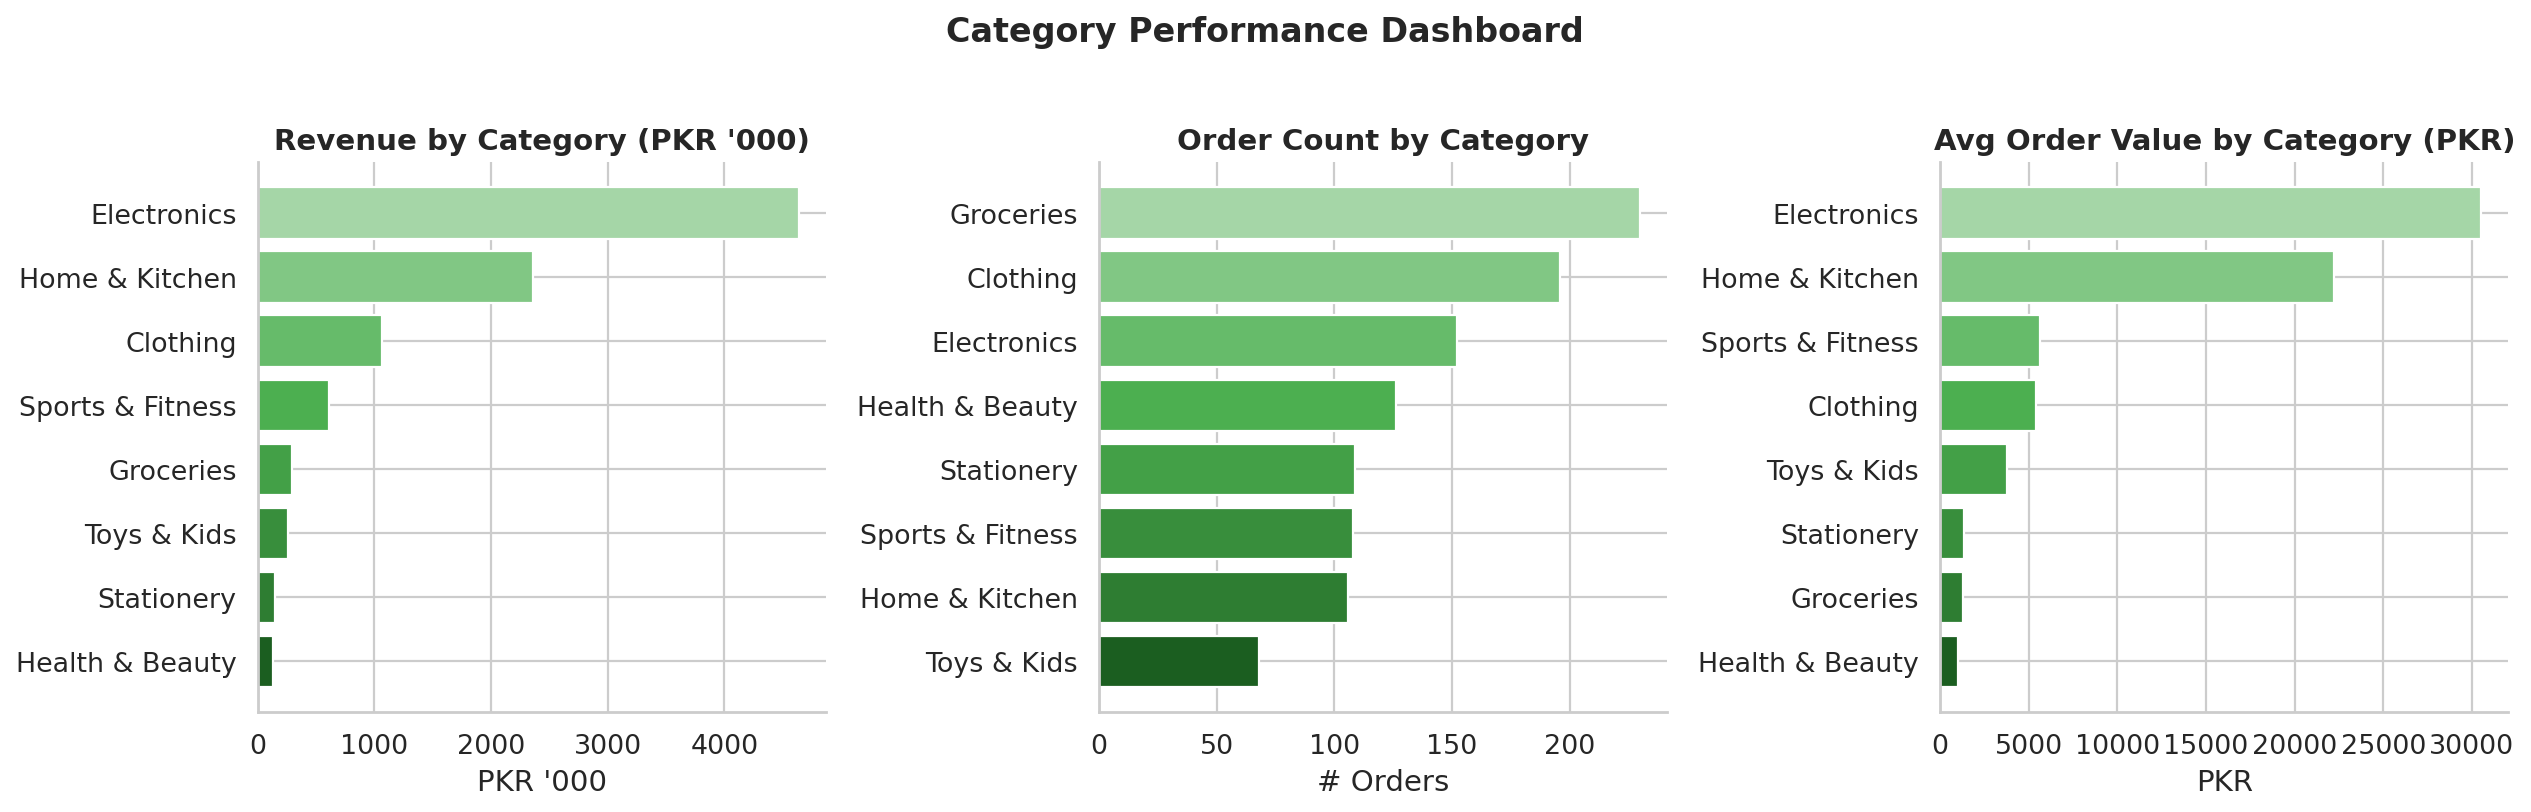 Category Performance Dashboard
Revenue by Category (PKR '000)
Electronics
Home & Kitchen
Clothing
Sports & Fitness
Groceries
Toys & Kids
Stationery
Health & Beauty
0 1000 2000 3000 4000
PKR '000
Order Count by Category
Groceries
Clothing
Electronics
Health & Beauty
Stationery
Sports & Fitness
Home & Kitchen
Toys & Kids
0 50 100 150 200
# Orders
Avg Order Value by Category (PKR)
Electronics
Home & Kitchen
Sports & Fitness
Clothing
Toys & Kids
Stationery
Groceries
Health & Beauty
0 5000 10000 15000 20000 25000 30000
PKR